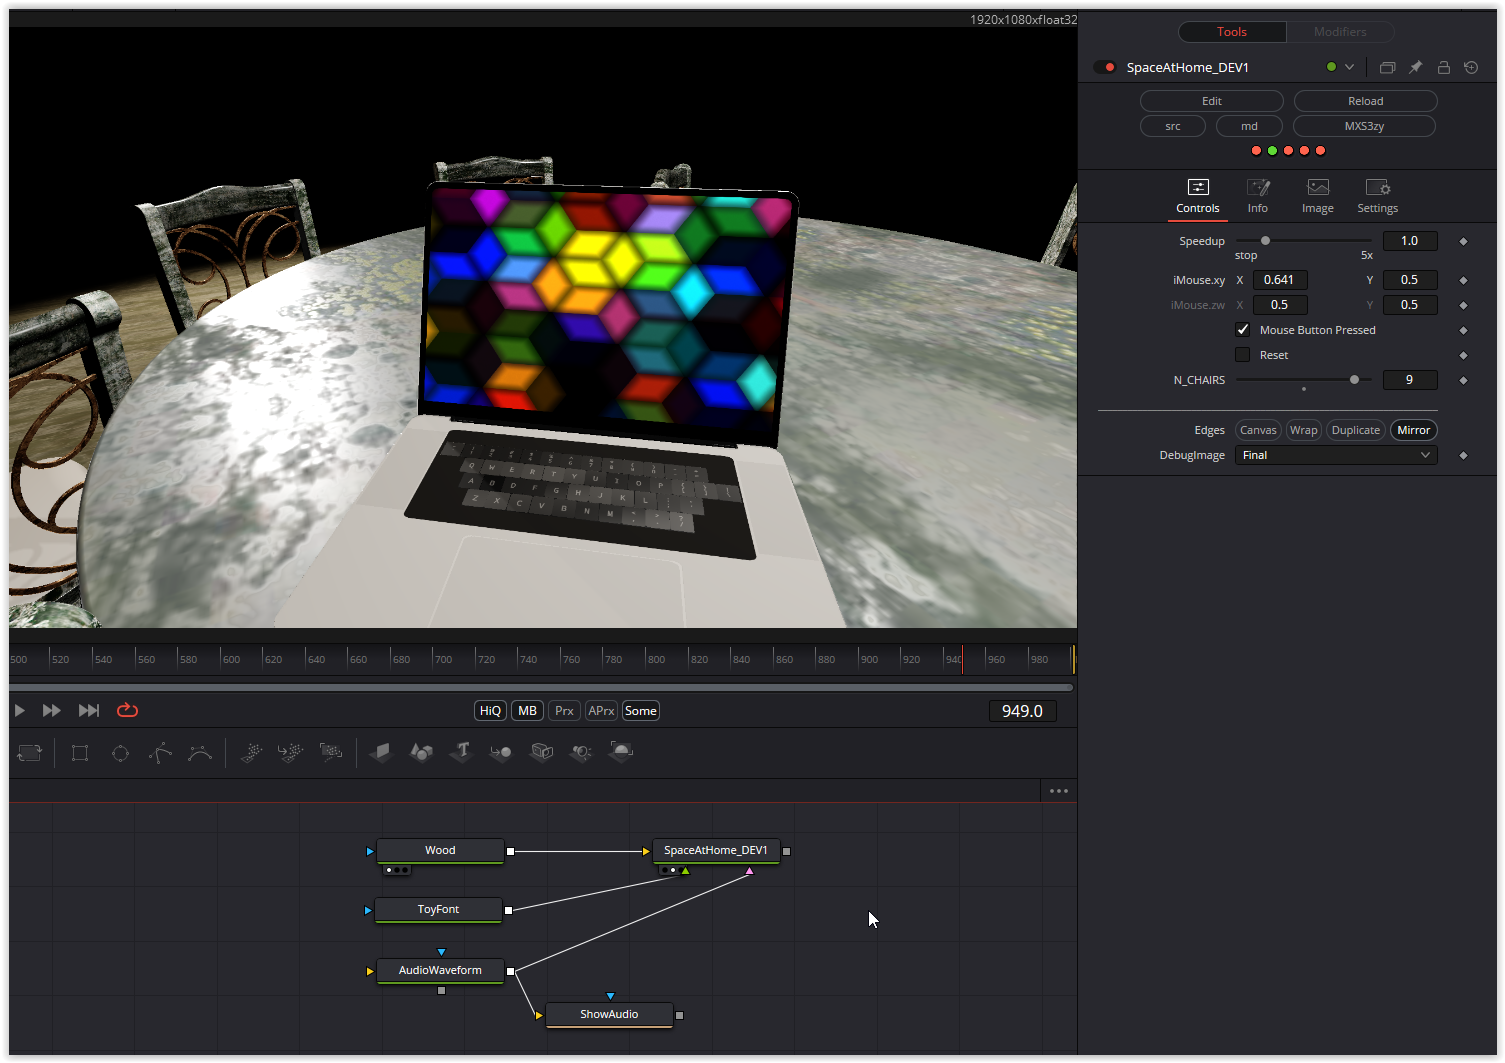 1920x1080xfloat32
Tools Modifiers
SpaceAtHome_DEV1
Edit Reload
src md MXS3zy
Controls Info Image Settings
Speedup 1.0
stop 5x
iMouse.xy X 0.641 Y 0.5
iMouse.zw X 0.5 Y 0.5
Mouse Button Pressed
Reset
N_CHAIRS 9
Edges Canvas Wrap Duplicate Mirror
DebugImage Final
Q W E R T Y U I O P
A D F G H J K L
Z X C V B N M
500 520 540 560 580 600 620 640 660 680 700 720 740 760 780 800 820 840 860 880 900 920 940 960 980
HiQ MB Prx APrx Some 949.0
T
Wood SpaceAtHome_DEV1
ToyFont
AudioWaveform
ShowAudio